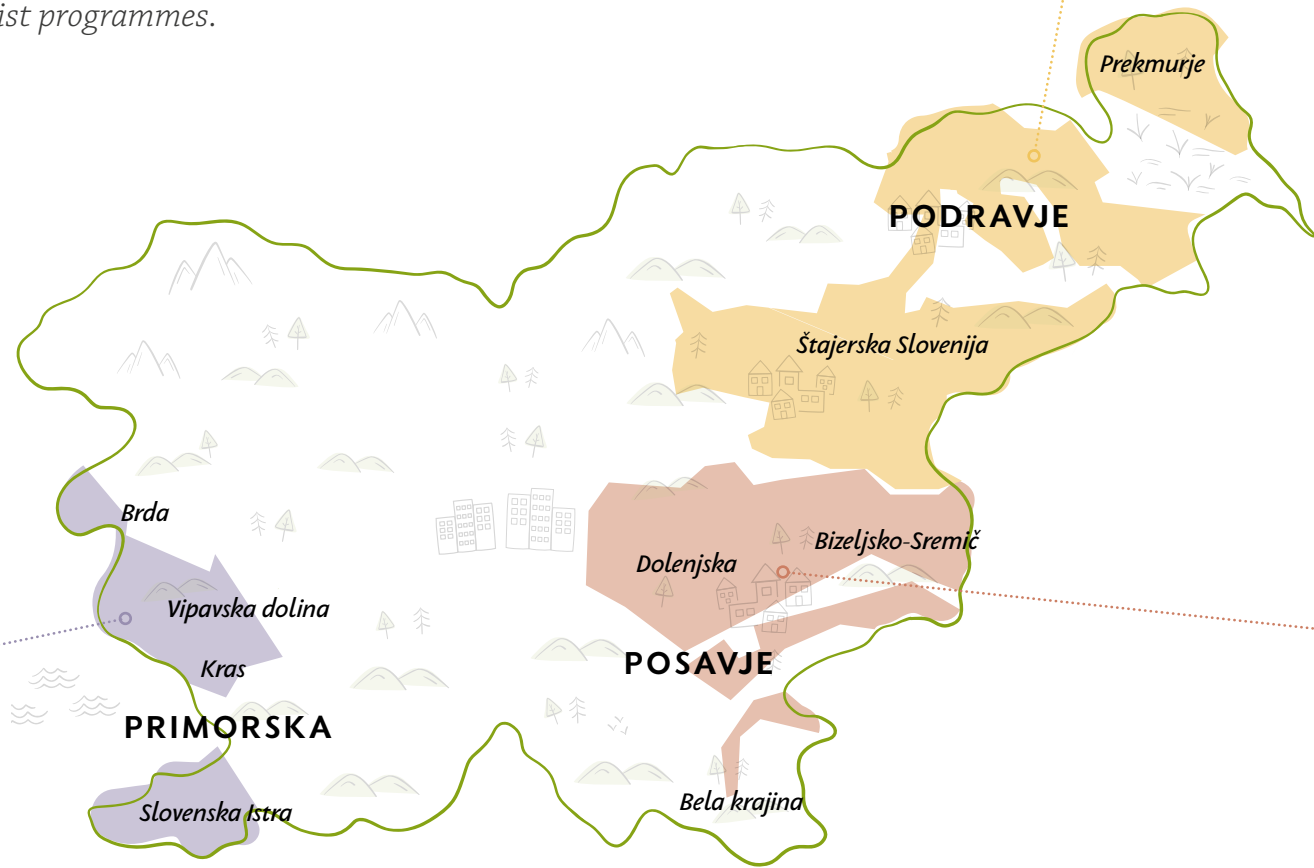 ist programmes.
Prekmurje
PODRAVJE
Štajerska Slovenija
Brda
Bizeljsko-Sremič
Dolenjska
Vipavska dolina
Kras
POSAVJE
PRIMORSKA
Bela krajina
Slovenska Istra